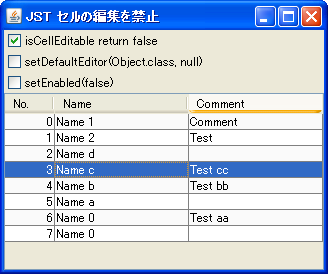 JST セルの編集を禁止
isCellEditable return false
setDefaultEditor(Object.class, null)
setEnabled(false)
No. Name Comment
0 Name 1 Comment
1 Name 2 Test
2 Name d
3 Name c Test cc
4 Name b Test bb
5 Name a
6 Name 0 Test aa
7 Name 0